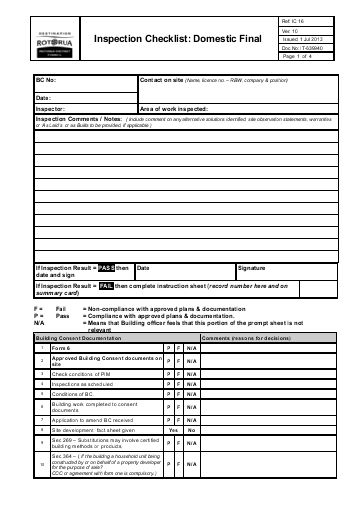 DESTINATION
ROTORUA
Inspection Checklist: Domestic Final
Ref: IC 16
Ver: 10
Issued: 1 Jul 2013
Doc No: IT-639940
Page 1 of 4
BC No:
Contact on site (Name, licence no. – RBW, company & position)
Date:
Inspector:
Area of work inspected:
Inspection Comments / Notes: ( Include comment on any alternative solutions identified, site observation statements, warranties
or As Laid's or as Builts to be provided, if applicable )
If Inspection Result = PASS then
date and sign
Date
Signature
If Inspection Result = FAIL then complete instruction sheet (record number here and on
summary card)
F = Fail = Non-compliance with approved plans & documentation
P = Pass = Compliance with approved plans & documentation.
N/A = Means that Building officer feels that this portion of the prompt sheet is not
relevant
Building Consent Documentation Comments (reasons for decisions)
1 Form 6 P F N/A
2 Approved Building Consent documents on
site P F N/A
3 Check conditions of PIM P F N/A
4 Inspections as scheduled P F N/A
5 Conditions of BC P F N/A
6 Building work completed to consent
documents. P F N/A
7 Application to amend BC received P F N/A
8 Site development fact sheet given Yes No
9 Sec 269 – Substitutions may involve certified
building methods or products. P F N/A
10 Sec 364 – ( if the building a household unit being
constructed by or on behalf of a property developer
for the purpose of sale?
CCC or agreement with form one is compulsory.) P F N/A